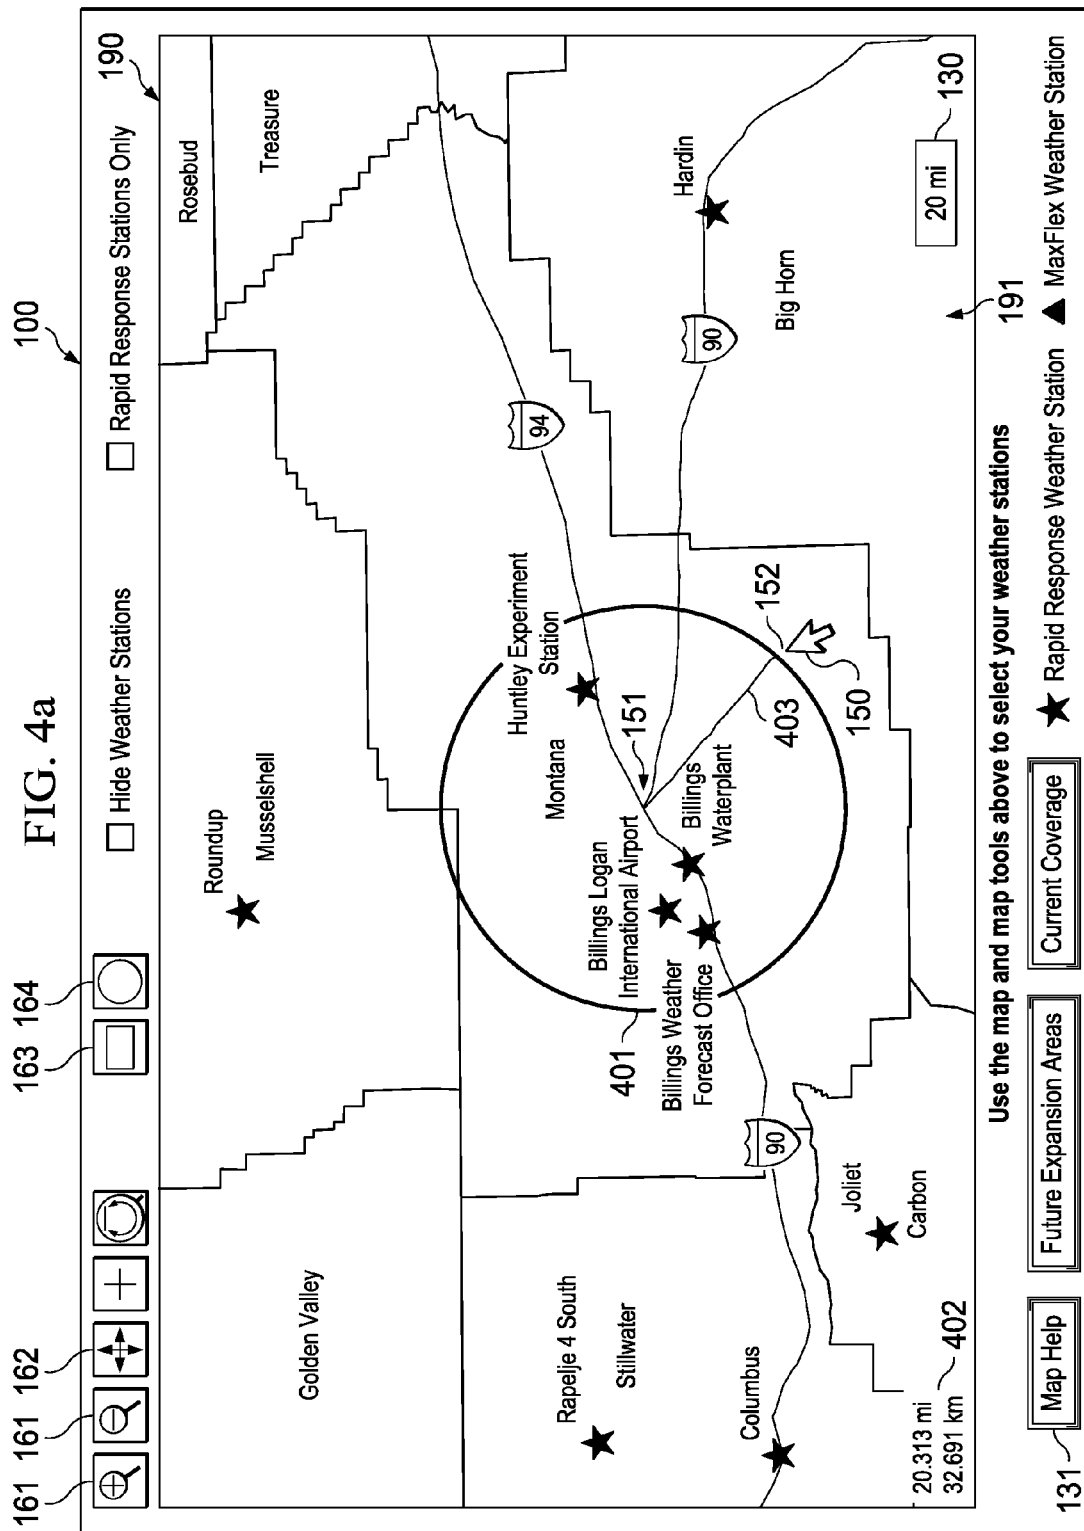 FIG. 4a
100
190
161
161
162
163
164
Hide Weather Stations
Rapid Response Stations Only
Rosebud
Treasure
Roundup
Musselshell
Golden Valley
94
Huntley Experiment
Station
Montana
151
Billings Logan
International Airport
Billings
Waterplant
401
Billings Weather
Forecast Office
403
152
150
90
Hardin
Big Horn
130
20 mi
191
Rapelje 4 South
Stillwater
Columbus
90
Joliet
Carbon
20.313 mi
32.691 km
402
Use the map and map tools above to select your weather stations
131
Map Help
Future Expansion Areas
Current Coverage
Rapid Response Weather Station
MaxFlex Weather Station